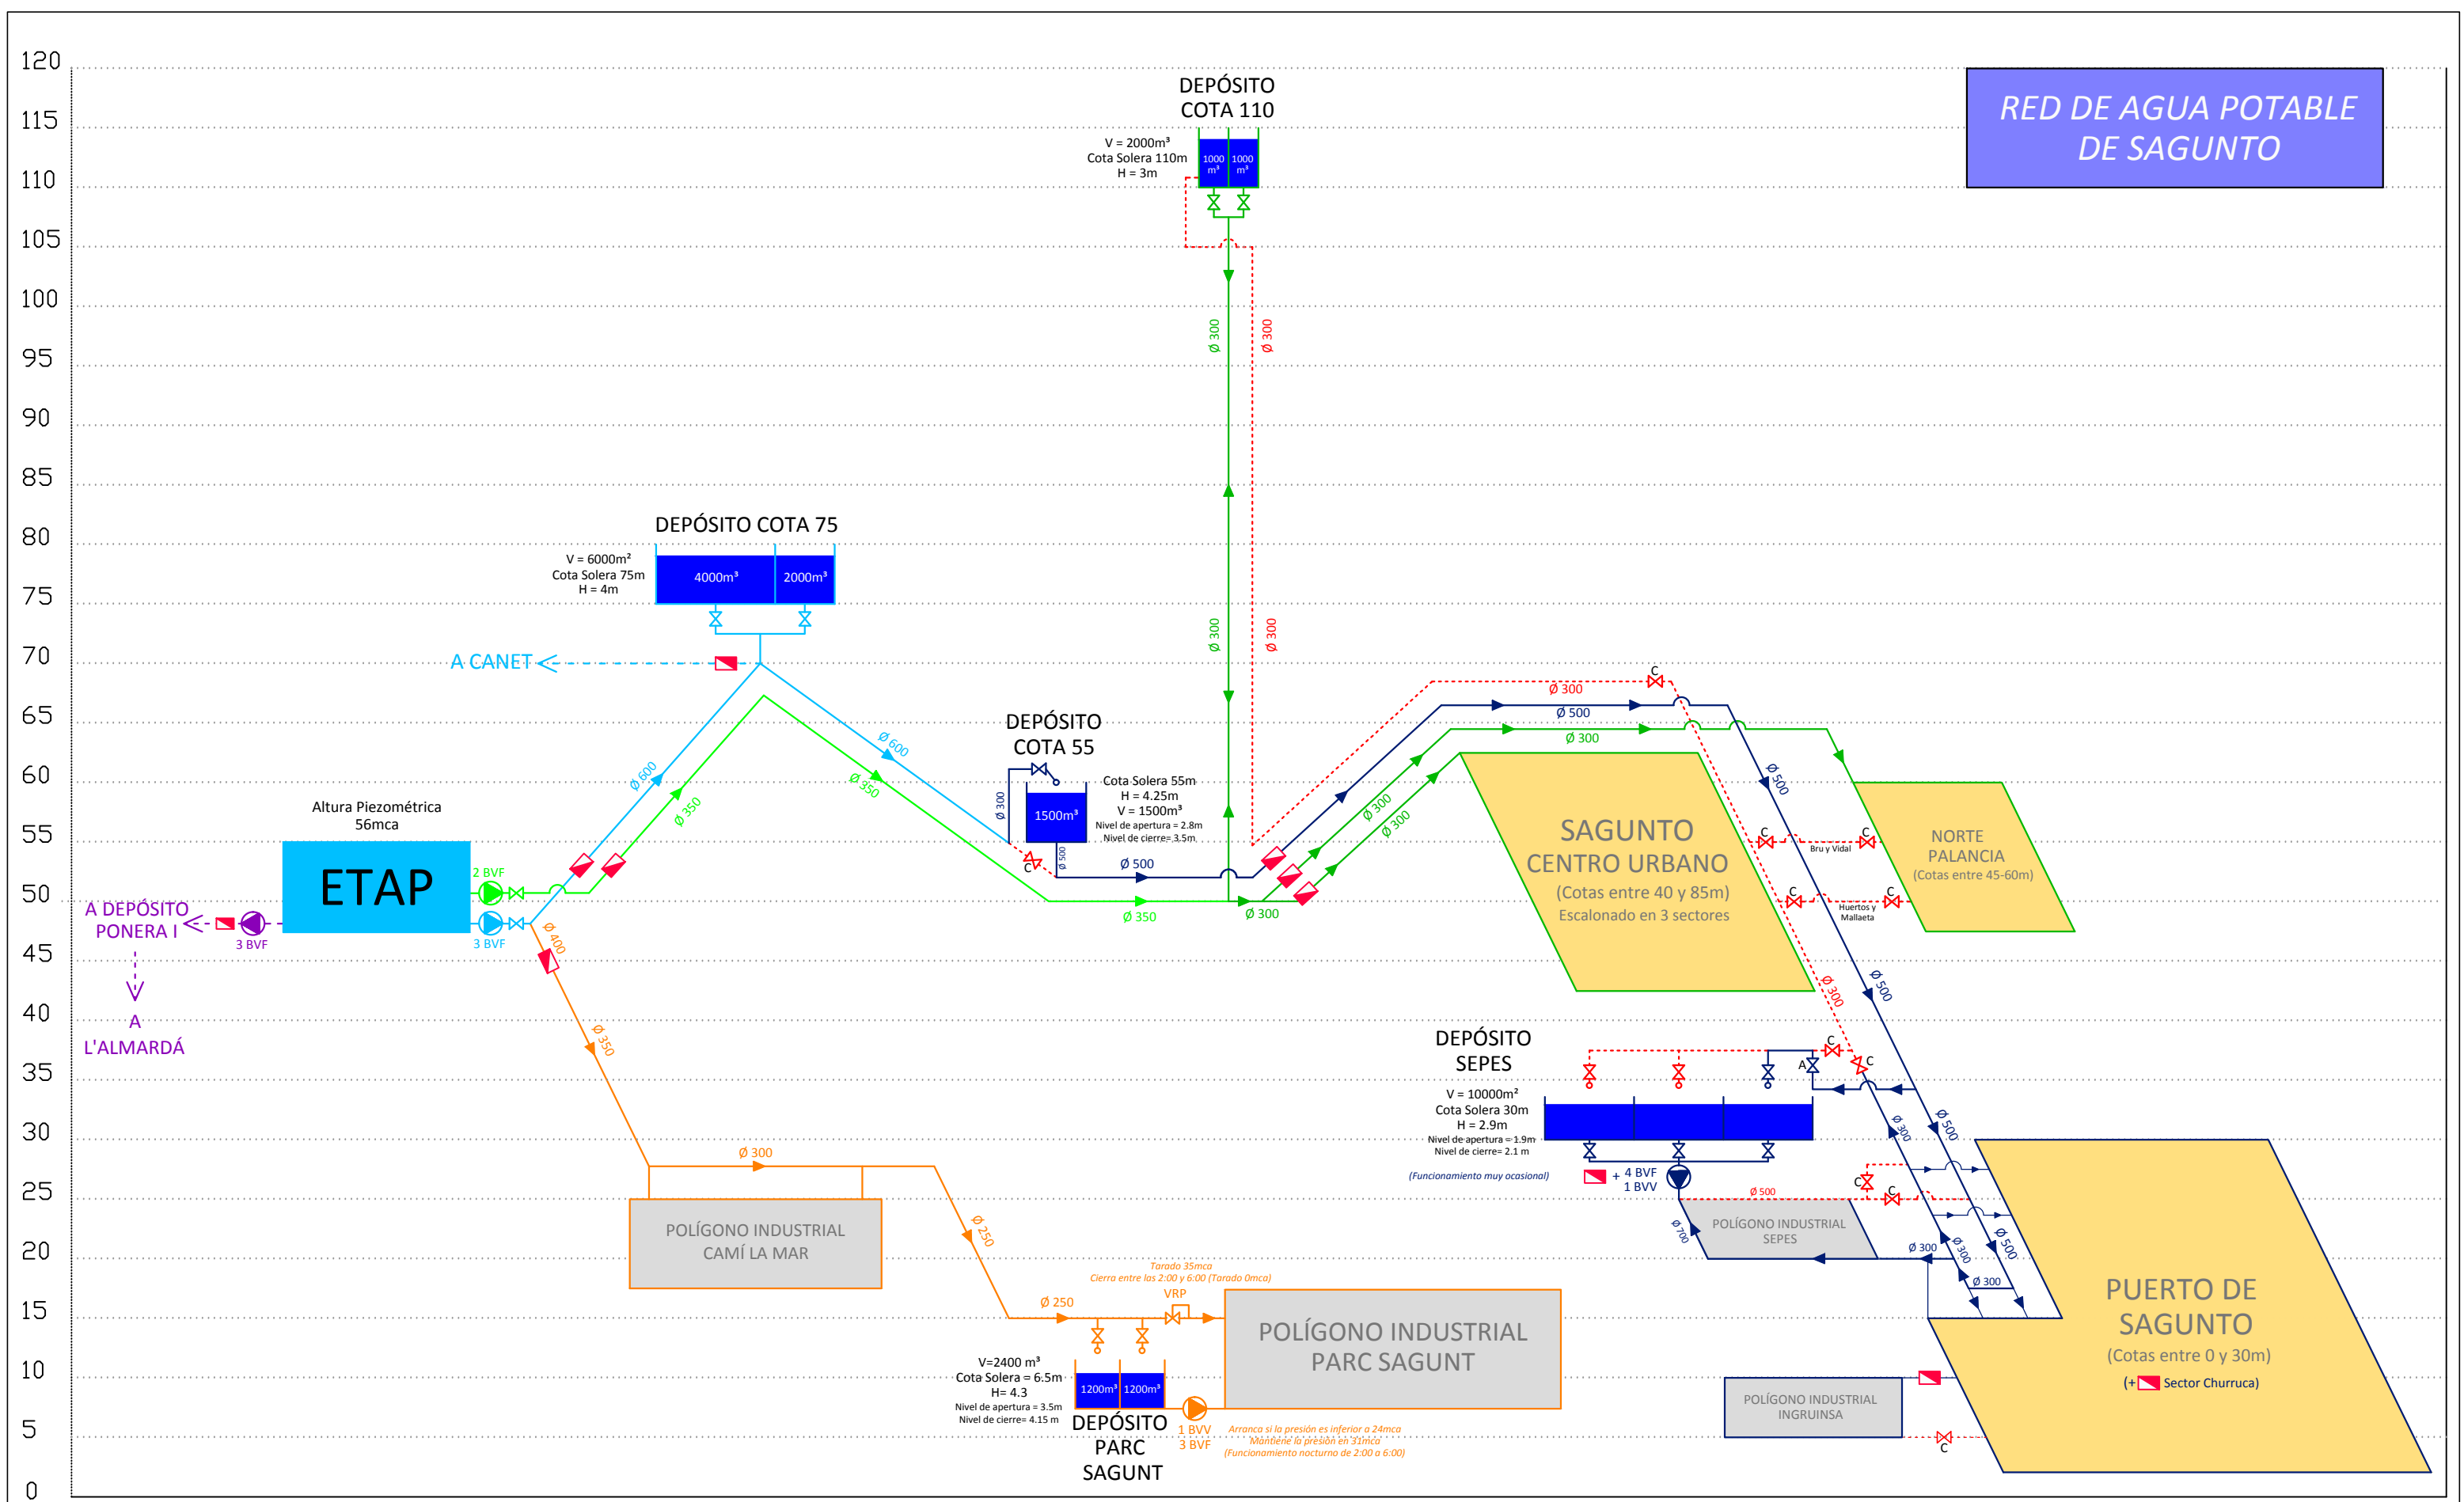 RED DE AGUA POTABLE
DE SAGUNTO
120
115
110
105
100
95
90
85
80
75
70
65
60
55
50
45
40
35
30
25
20
15
10
5
0
DEPÓSITO
COTA 110
V = 2000m³
Cota Solera 110m
H = 3m
1000
m³
1000
m³
Ø 300
Ø 300
Ø 300
Ø 300
DEPÓSITO COTA 75
V = 6000m²
Cota Solera 75m
H = 4m
4000m³
2000m³
A CANET
Ø 600
Ø 350
Ø 600
Ø 350
DEPÓSITO
COTA 55
Cota Solera 55m
H = 4.25m
V = 1500m³
Nivel de apertura = 2.8m
Nivel de cierre= 3.5m
1500m³
Ø 300
Ø 500
C
Ø 500
Ø 350
Ø 300
Ø 300
Ø 300
Altura Piezométrica
56mca
ETAP
2 BVF
3 BVF
3 BVF
A DEPÓSITO
PONERA I
A
L'ALMARDÁ
Ø 400
Ø 350
Ø 300
POLÍGONO INDUSTRIAL
CAMÍ LA MAR
Ø 250
Ø 250
Tarado 35mca
Cierra entre las 2:00 y 6:00 (Tarado 0mca)
VRP
POLÍGONO INDUSTRIAL
PARC SAGUNT
V=2400 m³
Cota Solera = 6.5m
H= 4.3
Nivel de apertura = 3.5m
Nivel de cierre= 4.15 m
1200m³
1200m³
DEPÓSITO
PARC
SAGUNT
1 BVV
3 BVF
Arranca si la presión es inferior a 24mca
Mantiene la presión en 31mca
(Funcionamiento nocturno de 2:00 a 6:00)
C
Ø 300
Ø 500
Ø 300
SAGUNTO
CENTRO URBANO
(Cotas entre 40 y 85m)
Escalonado en 3 sectores
Ø 500
NORTE
PALANCIA
(Cotas entre 45-60m)
C
Bru y Vidal
C
C
Huertos y
Mallaeta
C
Ø 300
Ø 500
DEPÓSITO
SEPES
V = 10000m²
Cota Solera 30m
H = 2.9m
Nivel de apertura = 1.9m
Nivel de cierre= 2.1 m
(Funcionamiento muy ocasional)
+ 4 BVF
1 BVV
C
C
A
Ø 300
Ø 500
Ø 500
C
C
Ø 700
POLÍGONO INDUSTRIAL
SEPES
Ø 300
Ø 300
Ø 500
Ø 300
PUERTO DE
SAGUNTO
(Cotas entre 0 y 30m)
(+ Sector Churruca)
POLÍGONO INDUSTRIAL
INGRUINSA
C